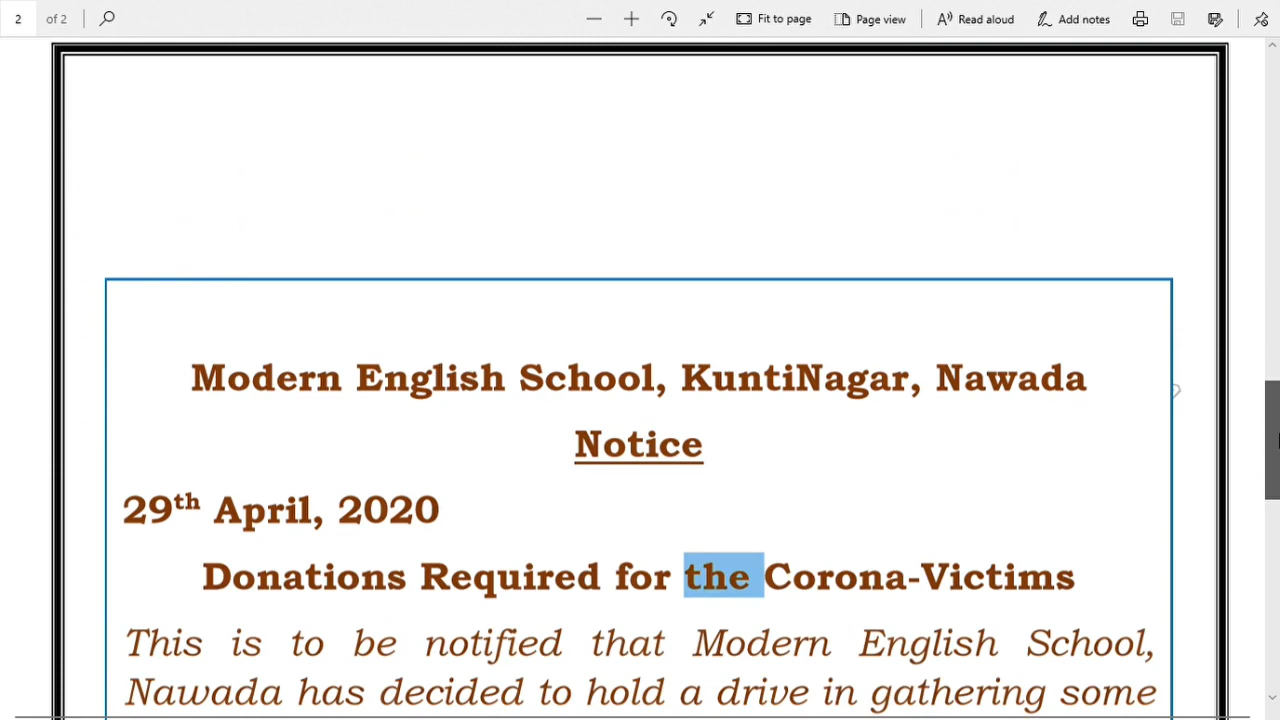 2 of 2 Fit to page Page view Read aloud Add notes
Modern English School, KuntiNagar, Nawada
Notice
29th April, 2020
Donations Required for the Corona-Victims
This is to be notified that Modern English School,
Nawada has decided to hold a drive in gathering some